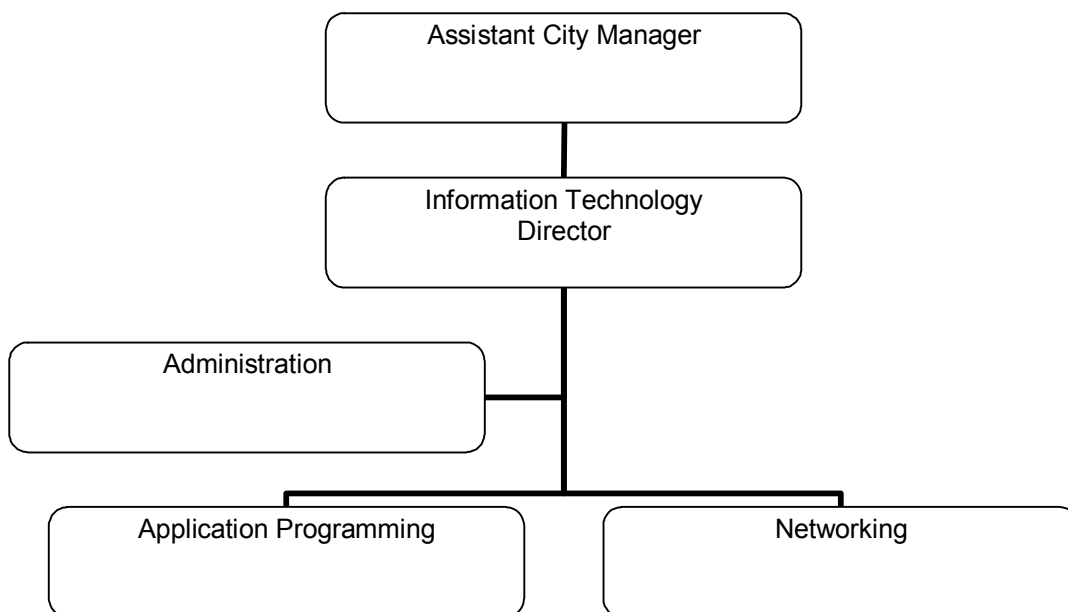 Assistant City Manager
Information Technology
Director
Administration
Application Programming
Networking